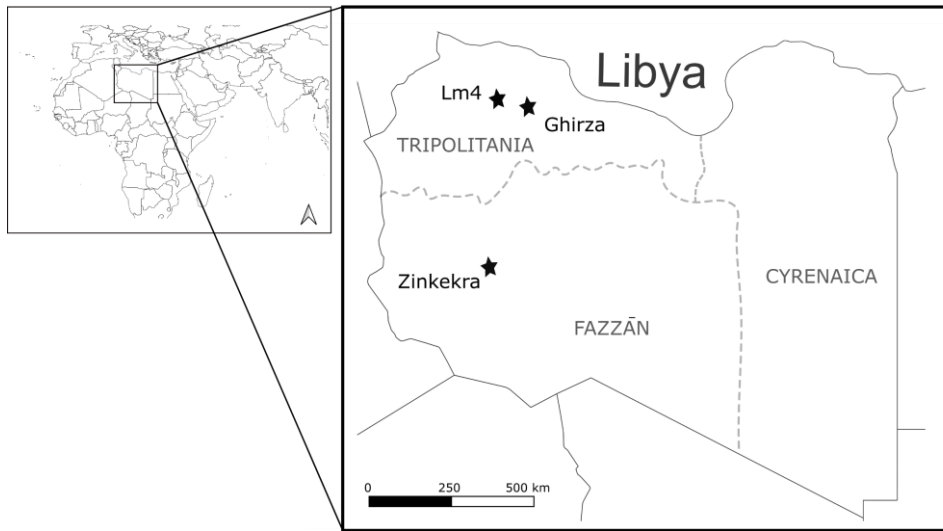 Libya
Lm4
Ghirza
TRIPOLITANIA
Zinkekra
CYRENAICA
FAZZĀN
0 250 500 km